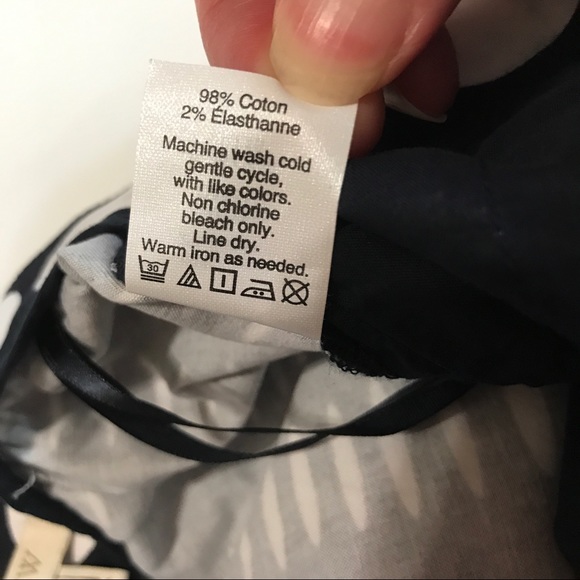 98% Coton
2% Élasthanne
Machine wash cold
gentle cycle,
with like colors.
Non chlorine
bleach only.
Line dry.
Warm iron as needed.
30